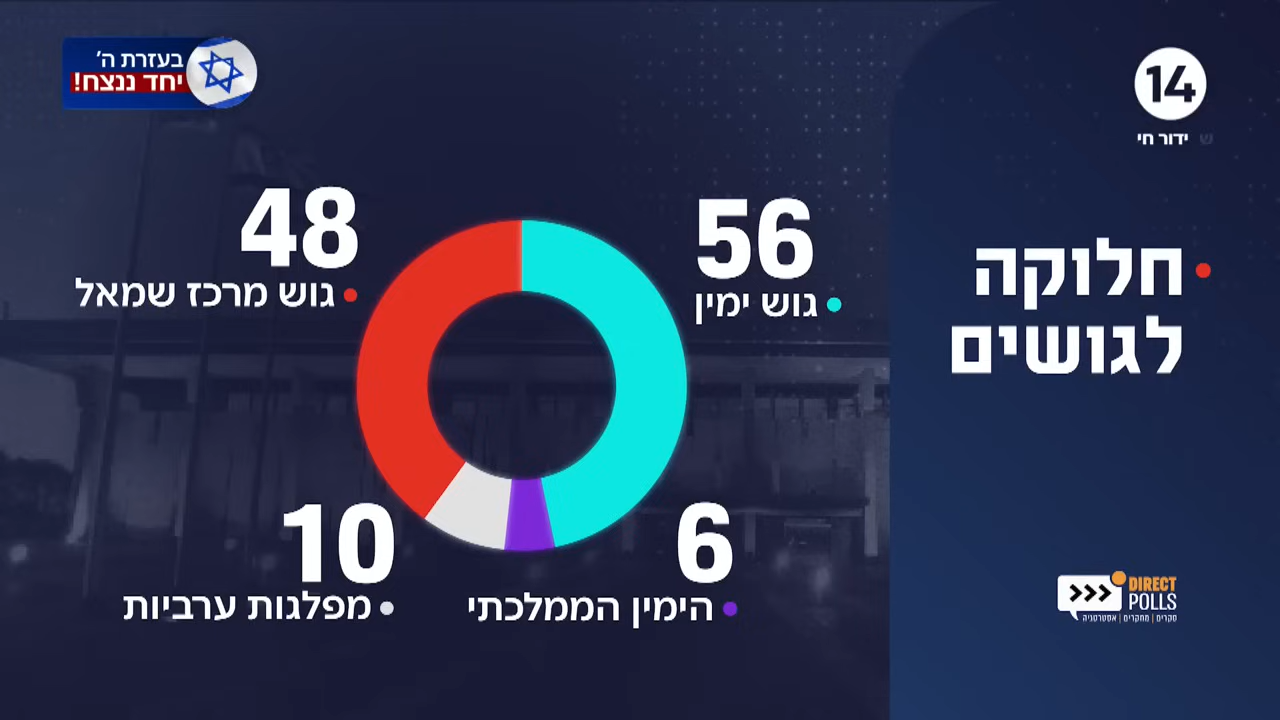 בעזרת ה'
יחד ננצח!
14
ש ידור חי
חלוקה
לגושים
56
גוש ימין
48
גוש מרכז שמאל
6
הימין הממלכתי
10
מפלגות ערביות
DIRECT
POLLS
סקרים | מחקרים | אסטרטגיה